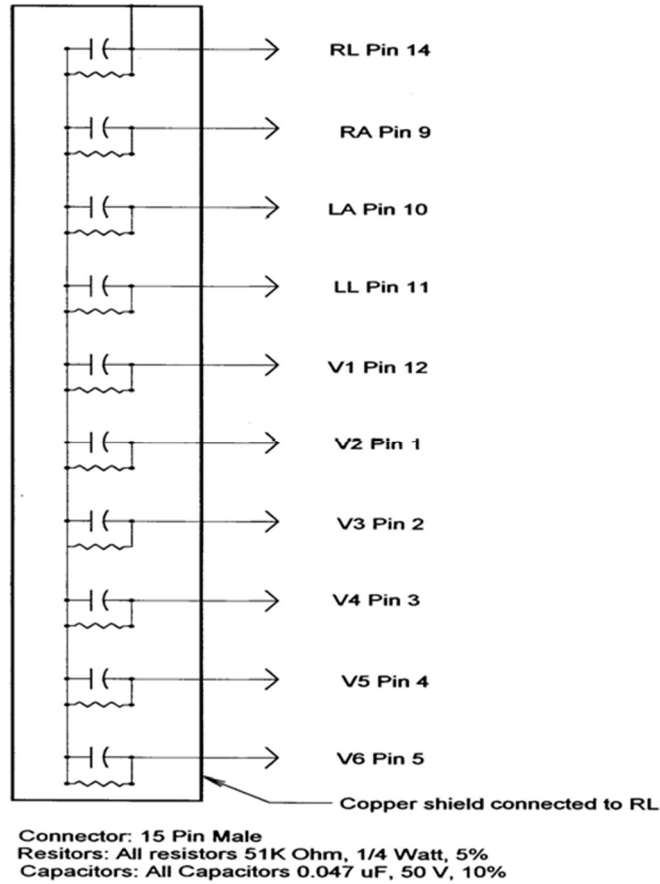 RL Pin 14
RA Pin 9
LA Pin 10
LL Pin 11
V1 Pin 12
V2 Pin 1
V3 Pin 2
V4 Pin 3
V5 Pin 4
V6 Pin 5
Copper shield connected to RL
Connector: 15 Pin Male
Resitors: All resistors 51K Ohm, 1/4 Watt, 5%
Capacitors: All Capacitors 0.047 uF, 50 V, 10%